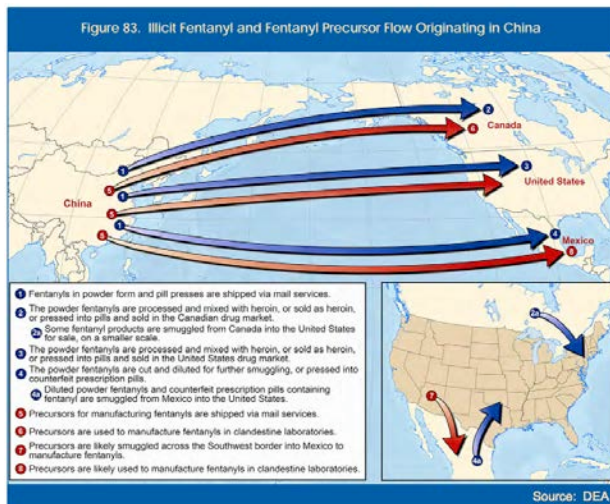 Figure 83. Illicit Fentanyl and Fentanyl Precursor Flow Originating in China
2
Canada
6
1
5
1
3
United States
China
5
1
5
4
Mexico
8
1 Fentanyls in powder form and pill presses are shipped via mail services.
2 The powder fentanyls are processed and mixed with heroin, or sold as heroin,
or pressed into pills and sold in the Canadian drug market.
2a Some fentanyl products are smuggled from Canada into the United States
for sale, on a smaller scale.
3 The powder fentanyls are processed and mixed with heroin, or sold as heroin,
or pressed into pills and sold in the United States drug market.
4 The powder fentanyls are cut and diluted for further smuggling, or pressed into
counterfeit prescription pills.
4a Diluted powder fentanyls and counterfeit prescription pills containing
fentanyl are smuggled from Mexico into the United States.
5 Precursors for manufacturing fentanyls are shipped via mail services.
6 Precursors are used to manufacture fentanyls in clandestine laboratories.
7 Precursors are likely smuggled across the Southwest border into Mexico to
manufacture fentanyls.
8 Precursors are likely used to manufacture fentanyls in clandestine laboratories.
2a
7
4a
Source: DEA